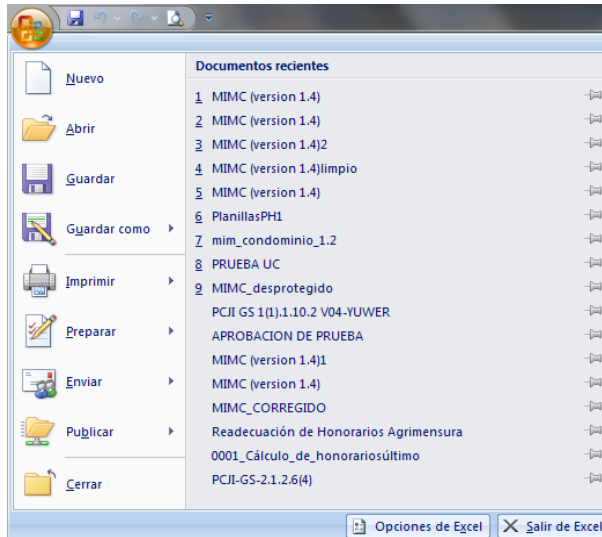 Nuevo
Abrir
Guardar
Guardar como
Imprimir
Preparar
Enviar
Publicar
Cerrar
Documentos recientes
1 MIMC (version 1.4)
2 MIMC (version 1.4)
3 MIMC (version 1.4)2
4 MIMC (version 1.4)limpio
5 MIMC (version 1.4)
6 PlanillasPH1
7 mim_condominio_1.2
8 PRUEBA UC
9 MIMC_desprotegido
PCJI GS 1(1).1.10.2 V04-YUWER
APROBACION DE PRUEBA
MIMC (version 1.4)1
MIMC (version 1.4)
MIMC_CORREGIDO
Readecuación de Honorarios Agrimensura
0001_Cálculo_de_honorariosúltimo
PCJI-GS-2.1.2.6(4)
Opciones de Excel
Salir de Excel